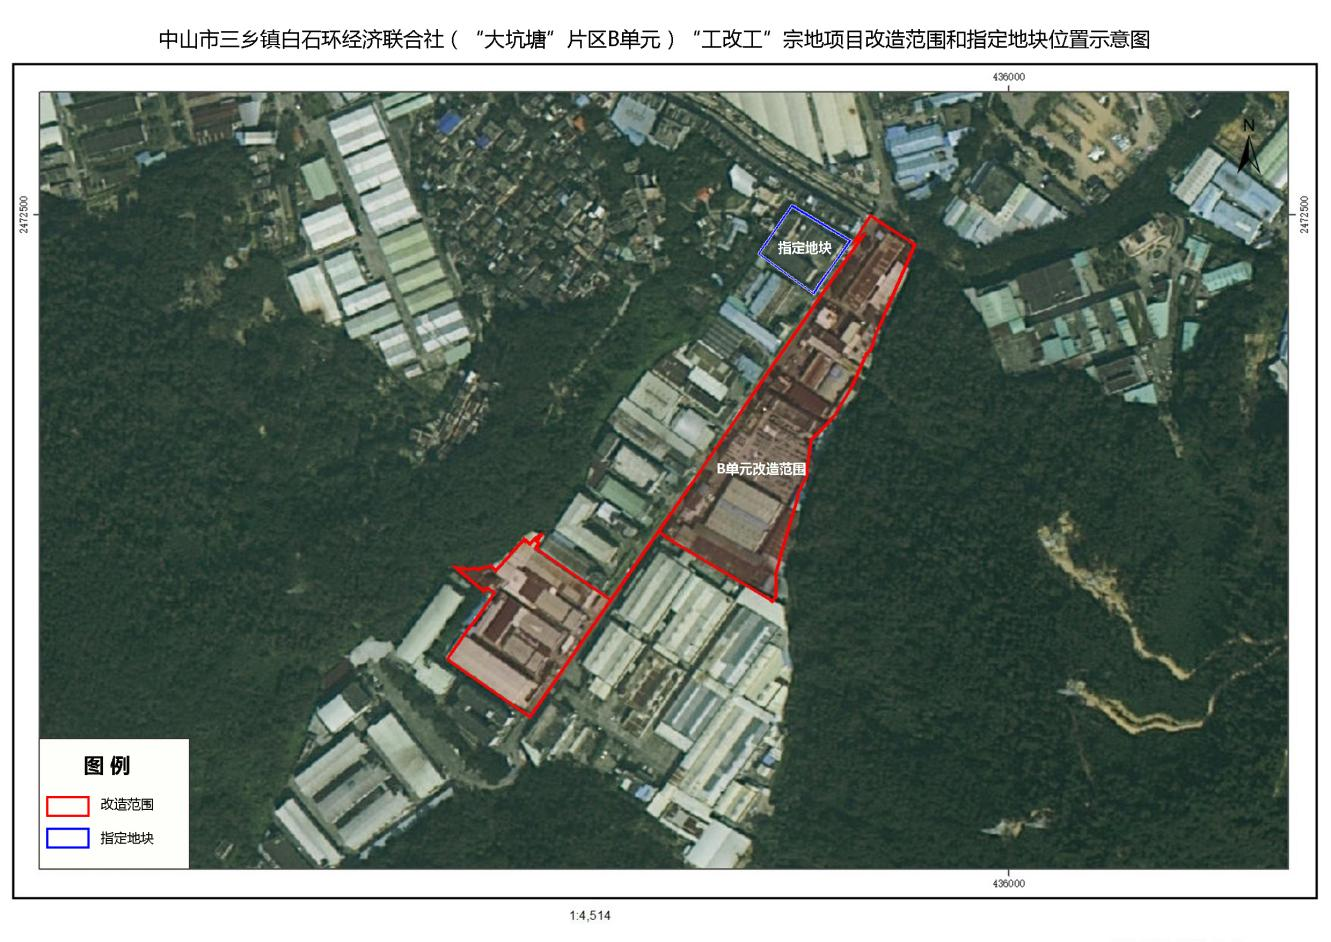 中山市三乡镇白石环经济联合社（“大坑塘”片区B单元）“工改工”宗地项目改造范围和指定地块位置示意图
436000
N
2472500
2472500
指定地块
B单元改造范围
图 例
改造范围
指定地块
436000
1:4,514